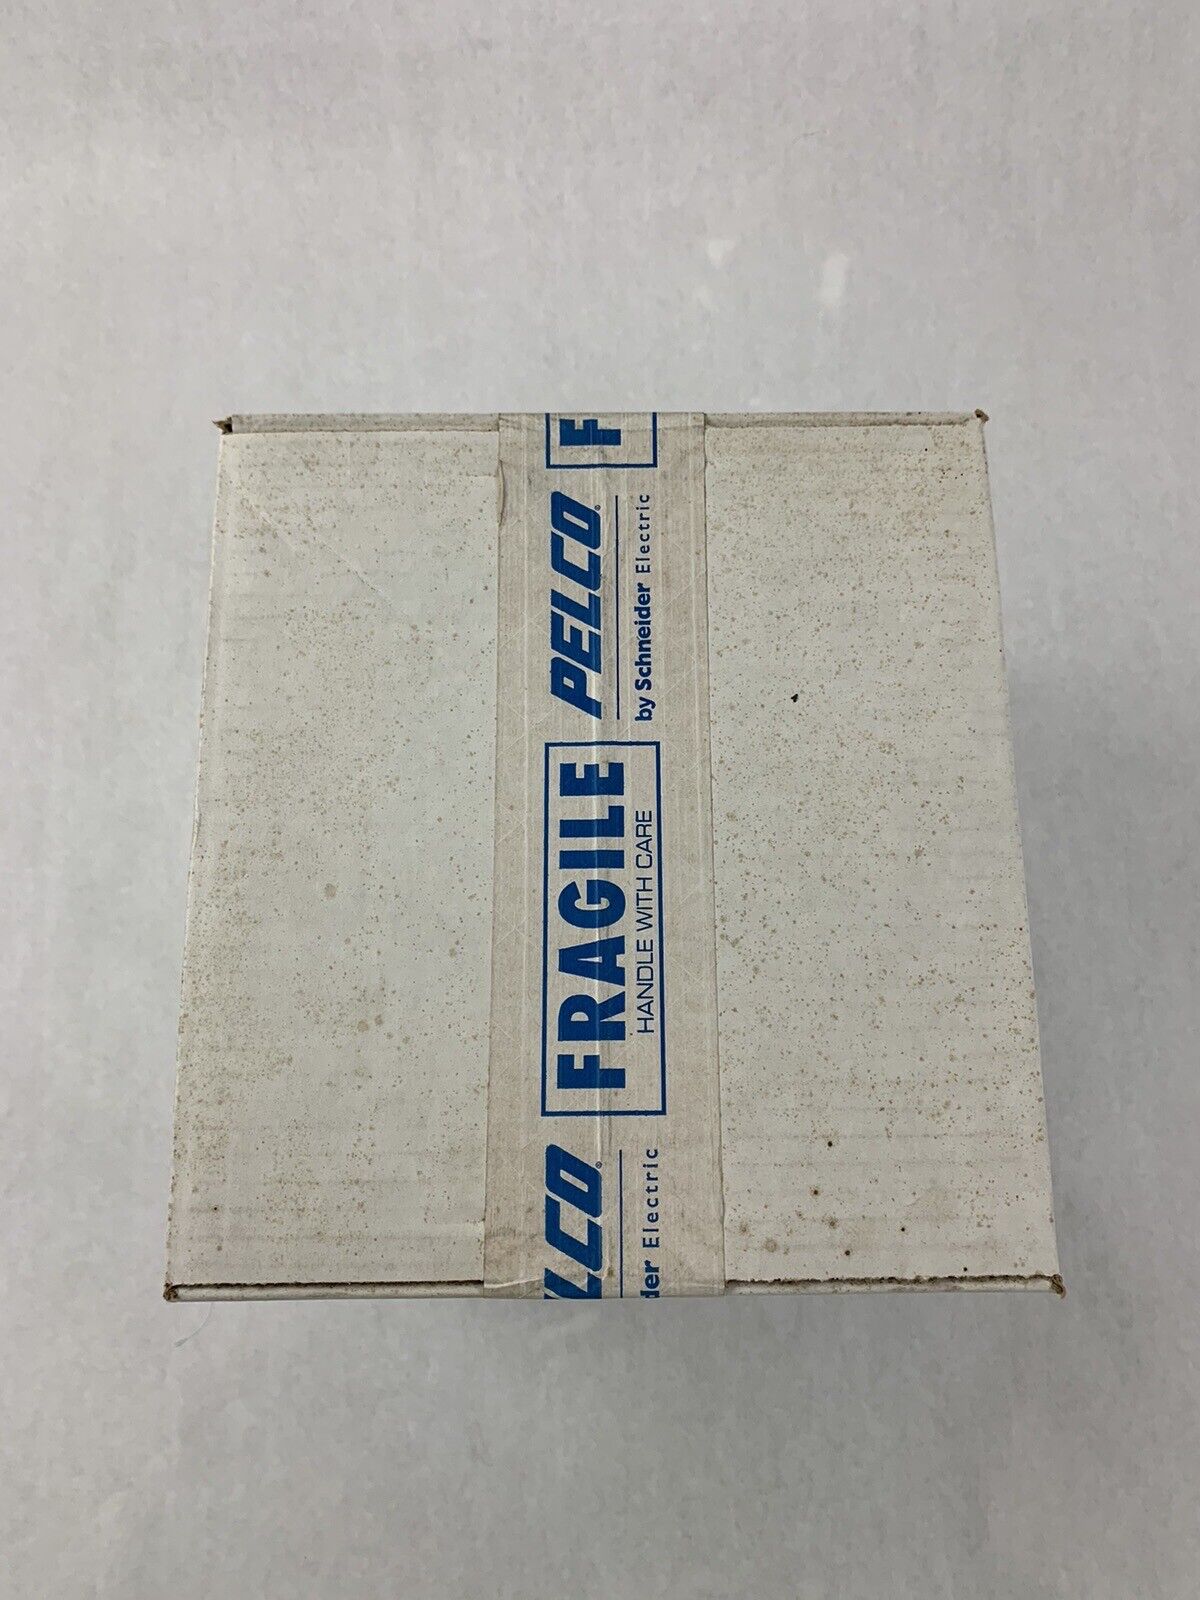 LCO®
der Electric
FRAGILE
HANDLE WITH CARE
PELCO®
by Schneider Electric
F